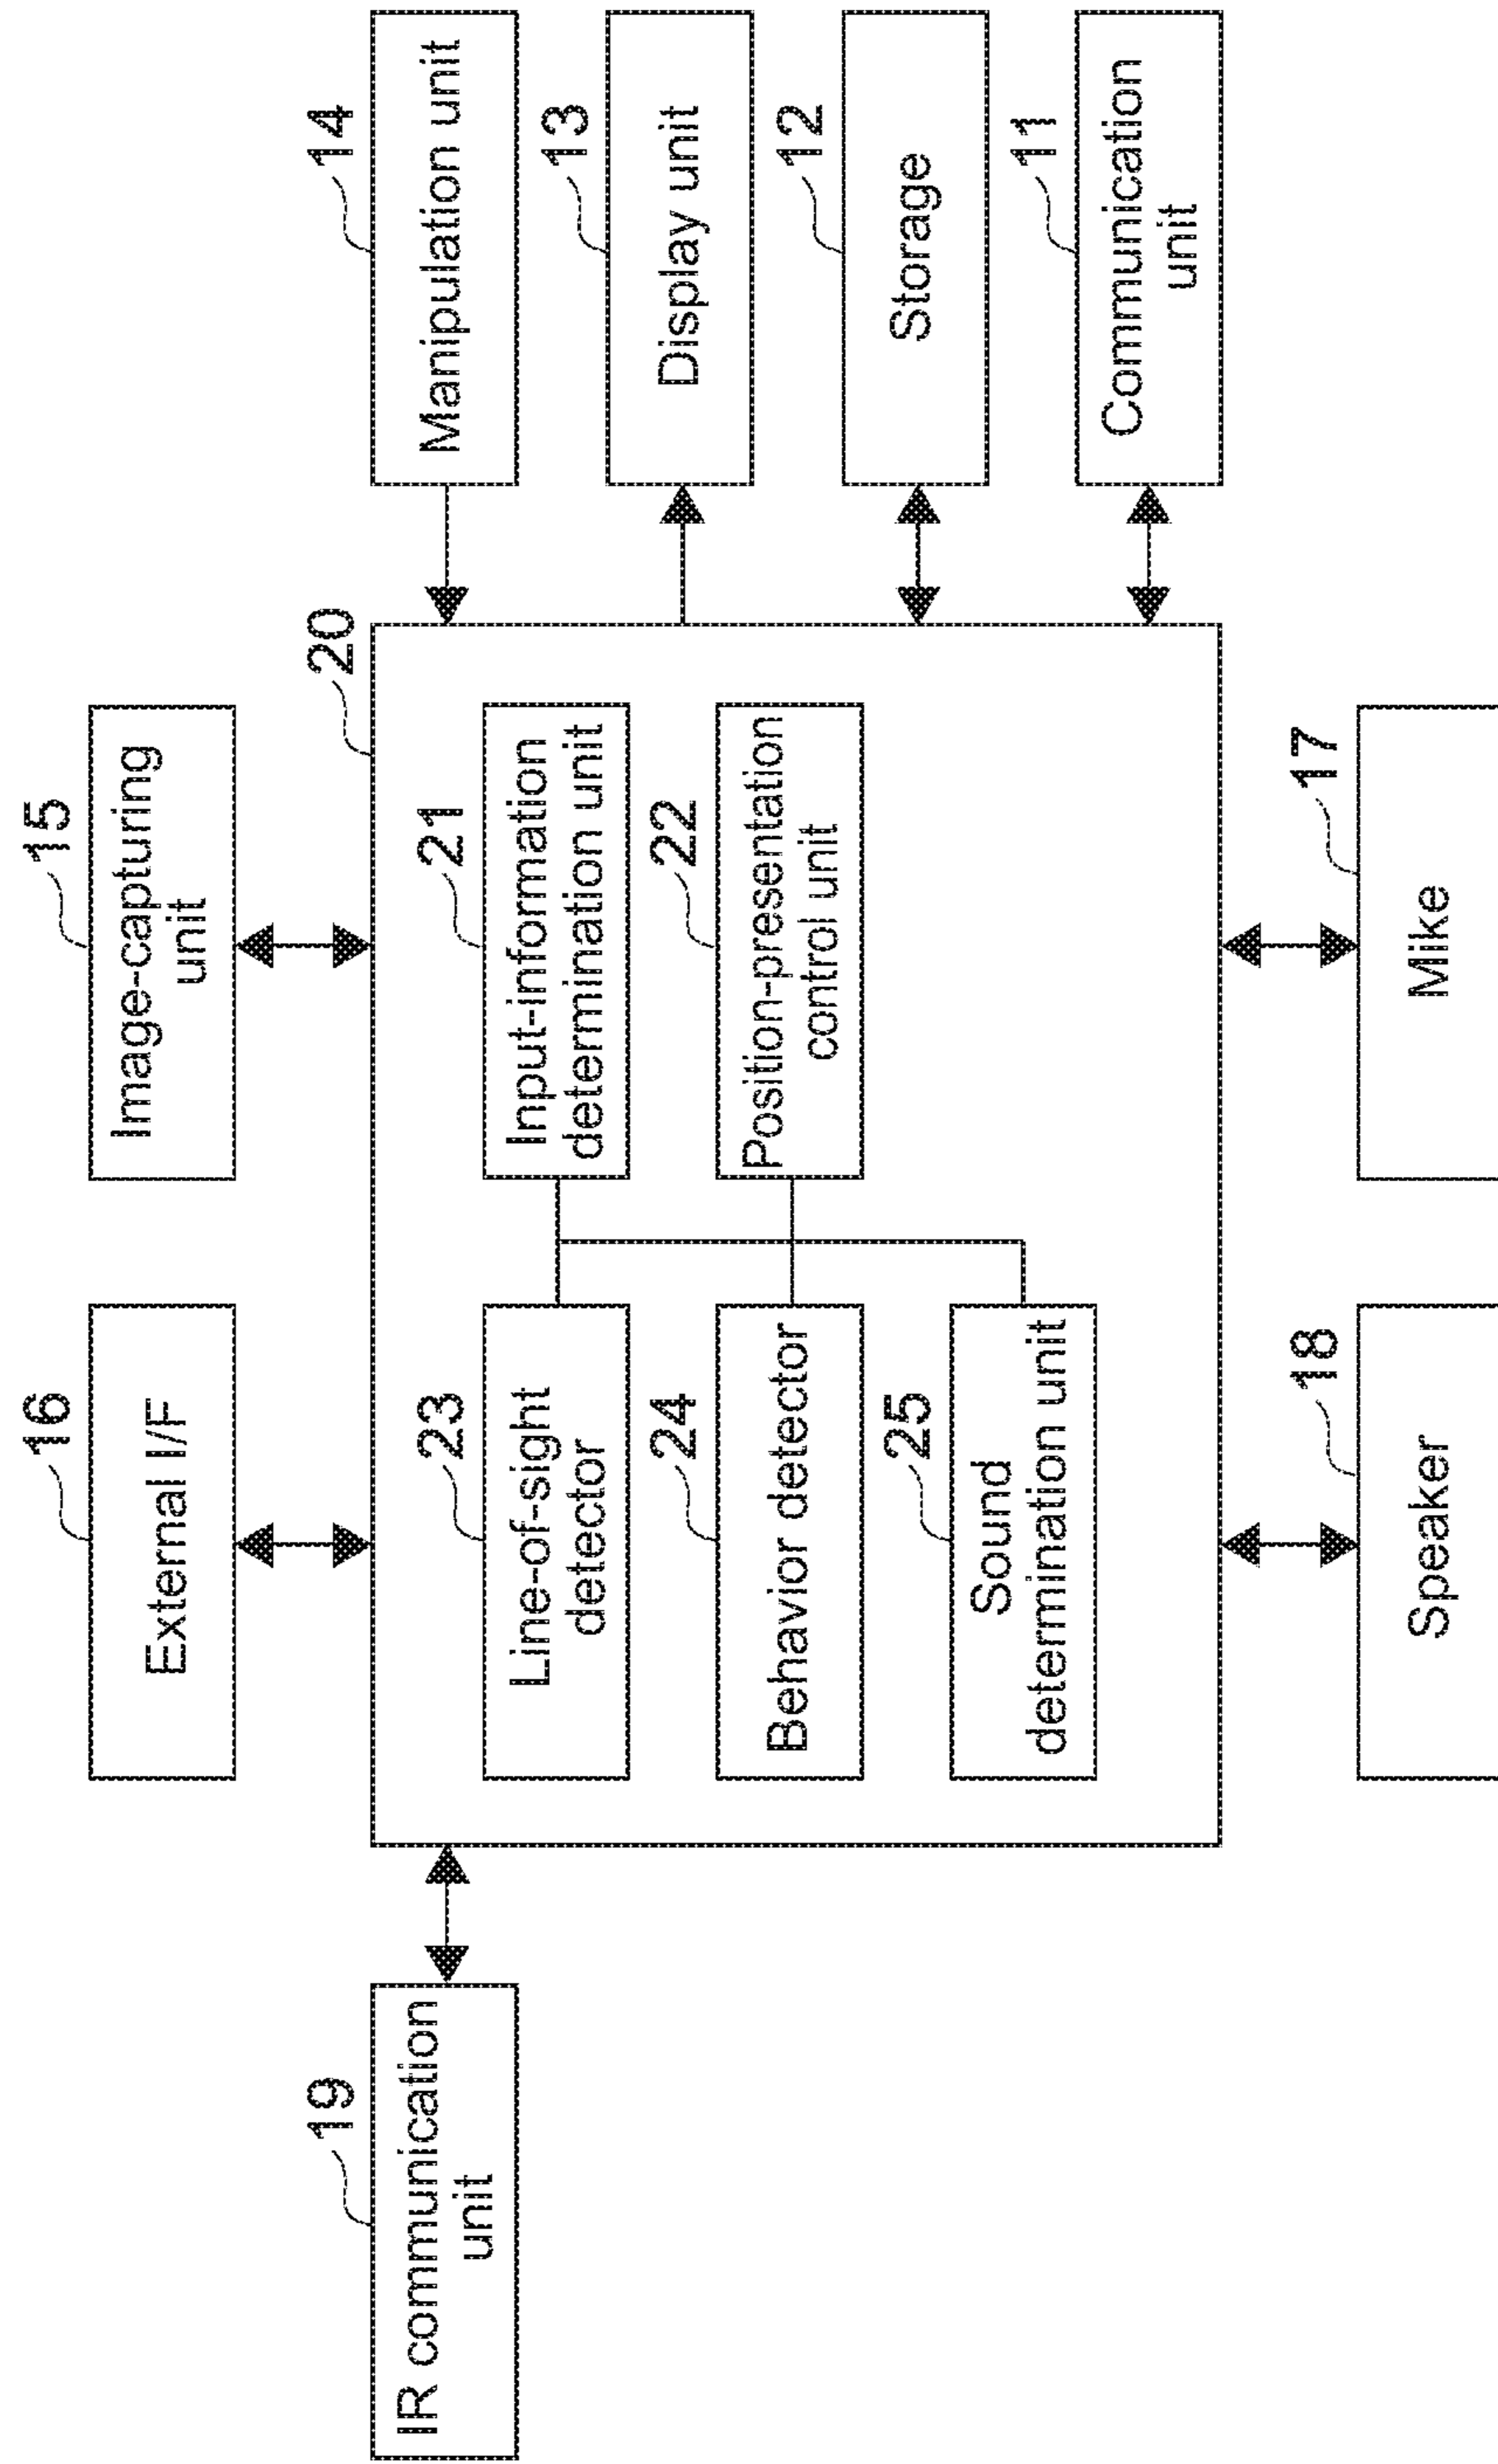 16
External I/F
15
Image-capturing
unit
19
IR communication
unit
20
23
Line-of-sight
detector
21
Input-information
determination unit
24
Behavior detector
22
Position-presentation
control unit
25
Sound
determination unit
14
Manipulation unit
13
Display unit
12
Storage
11
Communication
unit
18
Speaker
17
Mike